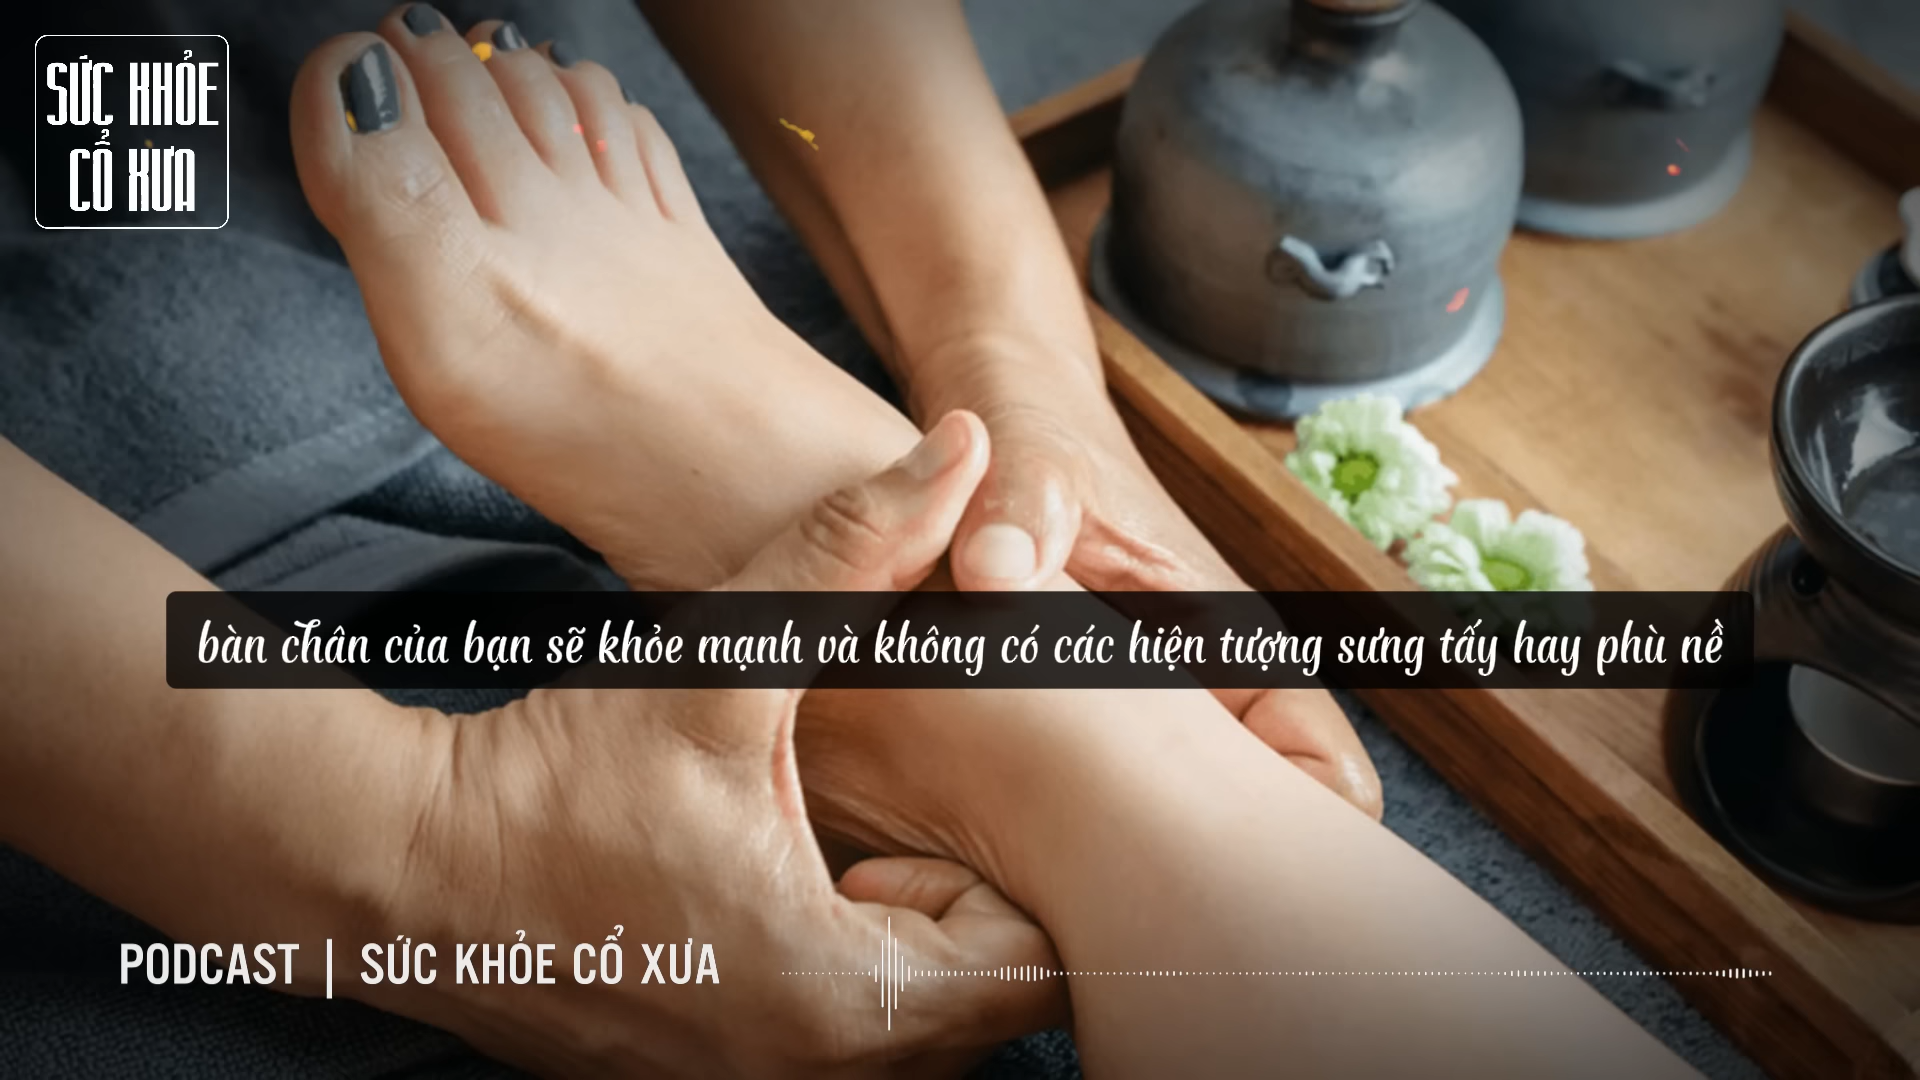 SỨC KHỎE
CỔ XƯA
bàn chân của bạn sẽ khỏe mạnh và không có các hiện tượng sưng tấy hay phù nề
PODCAST | SỨC KHỎE CỔ XƯA